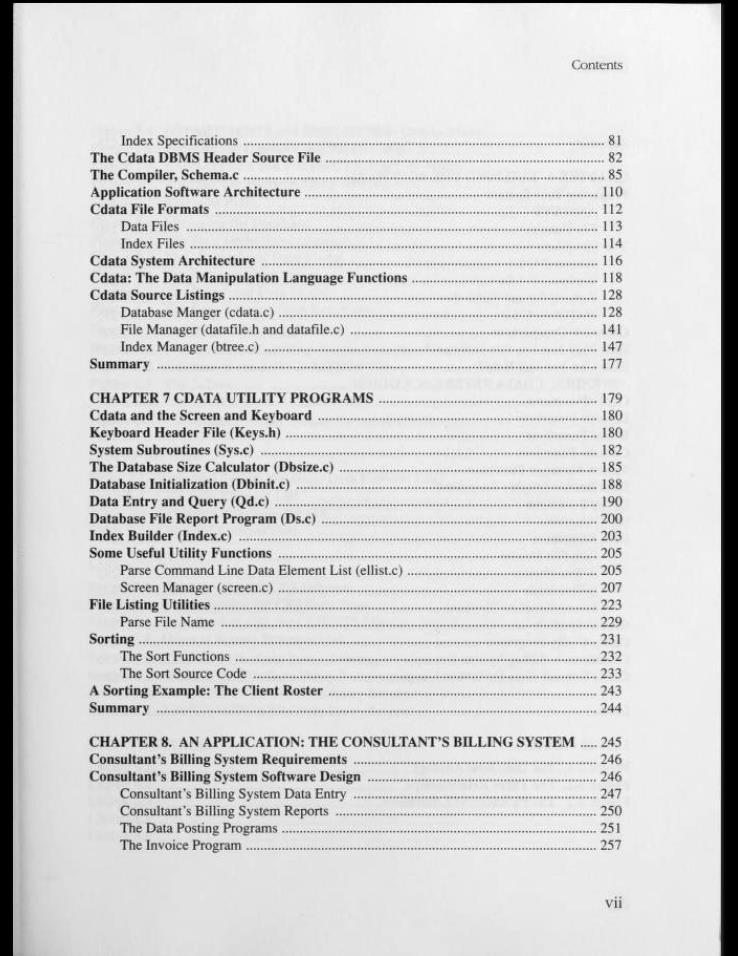 Contents
Index Specifications ........ 81
The Cdata DBMS Header Source File ........ 82
The Compiler, Schema.c ........ 85
Application Software Architecture ........ 110
Cdata File Formats ........ 112
Data Files ........ 113
Index Files ........ 114
Cdata System Architecture ........ 116
Cdata: The Data Manipulation Language Functions ........ 118
Cdata Source Listings ........ 128
Database Manger (cdata.c) ........ 128
File Manager (datafile.h and datafile.c) ........ 141
Index Manager (btree.c) ........ 147
Summary ........ 177
CHAPTER 7 CDATA UTILITY PROGRAMS ........ 179
Cdata and the Screen and Keyboard ........ 180
Keyboard Header File (Keys.h) ........ 180
System Subroutines (Sys.c) ........ 182
The Database Size Calculator (Dbsize.c) ........ 185
Database Initialization (Dbinit.c) ........ 188
Data Entry and Query (Qd.c) ........ 190
Database File Report Program (Ds.c) ........ 200
Index Builder (Index.c) ........ 203
Some Useful Utility Functions ........ 205
Parse Command Line Data Element List (ellist.c) ........ 205
Screen Manager (screen.c) ........ 207
File Listing Utilities ........ 223
Parse File Name ........ 229
Sorting ........ 231
The Sort Functions ........ 232
The Sort Source Code ........ 233
A Sorting Example: The Client Roster ........ 243
Summary ........ 244
CHAPTER 8. AN APPLICATION: THE CONSULTANT'S BILLING SYSTEM ..... 245
Consultant's Billing System Requirements ........ 246
Consultant's Billing System Software Design ........ 246
Consultant's Billing System Data Entry ........ 247
Consultant's Billing System Reports ........ 250
The Data Posting Programs ........ 251
The Invoice Program ........ 257
vii